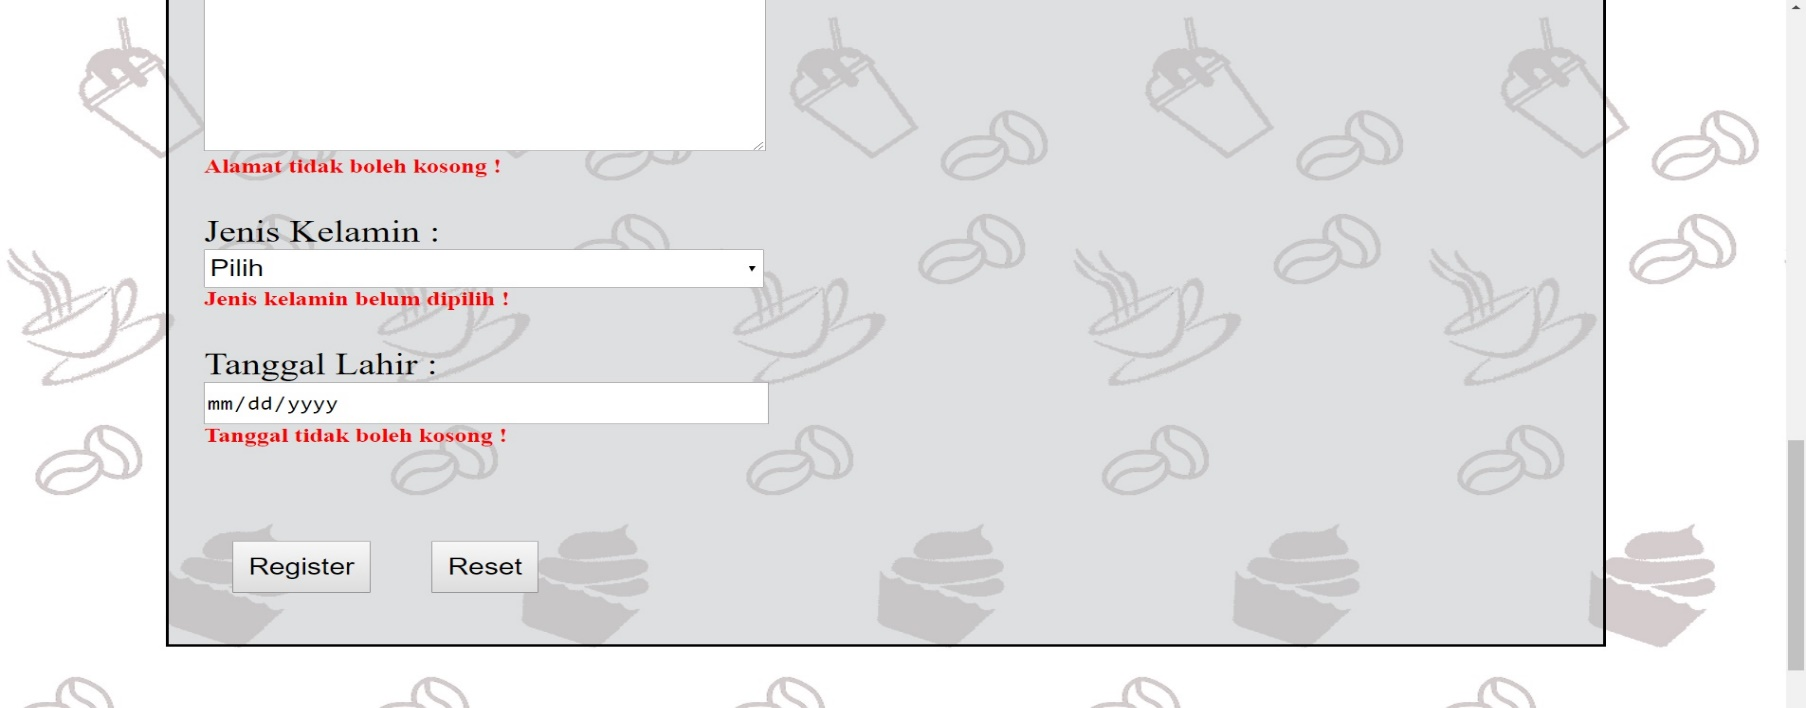 Alamat tidak boleh kosong !
Jenis Kelamin :
Pilih
Jenis kelamin belum dipilih !
Tanggal Lahir :
mm/dd/yyyy
Tanggal tidak boleh kosong !
Register Reset